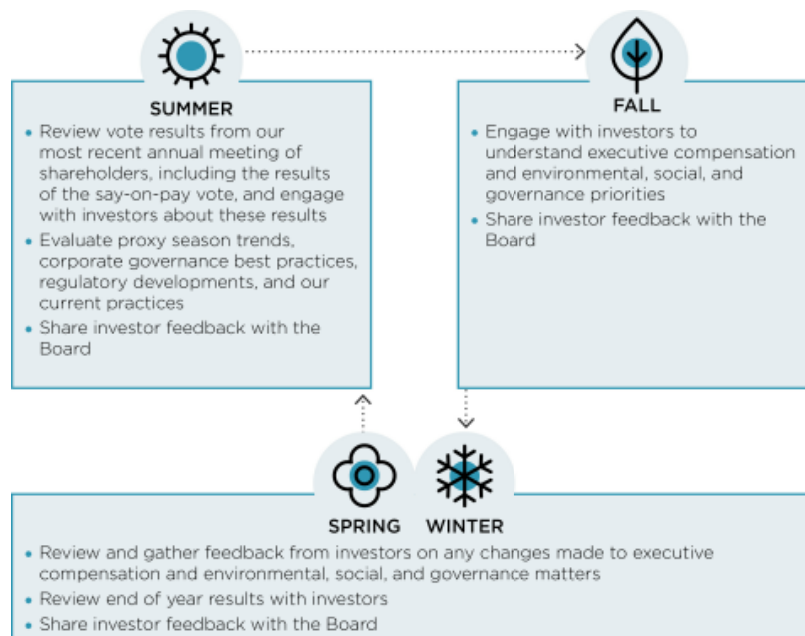 SUMMER
• Review vote results from our
most recent annual meeting of
shareholders, including the results
of the say-on-pay vote, and engage
with investors about these results
• Evaluate proxy season trends,
corporate governance best practices,
regulatory developments, and our
current practices
• Share investor feedback with the
Board
FALL
• Engage with investors to
understand executive compensation
and environmental, social, and
governance priorities
• Share investor feedback with the
Board
SPRING WINTER
• Review and gather feedback from investors on any changes made to executive
compensation and environmental, social, and governance matters
• Review end of year results with investors
• Share investor feedback with the Board